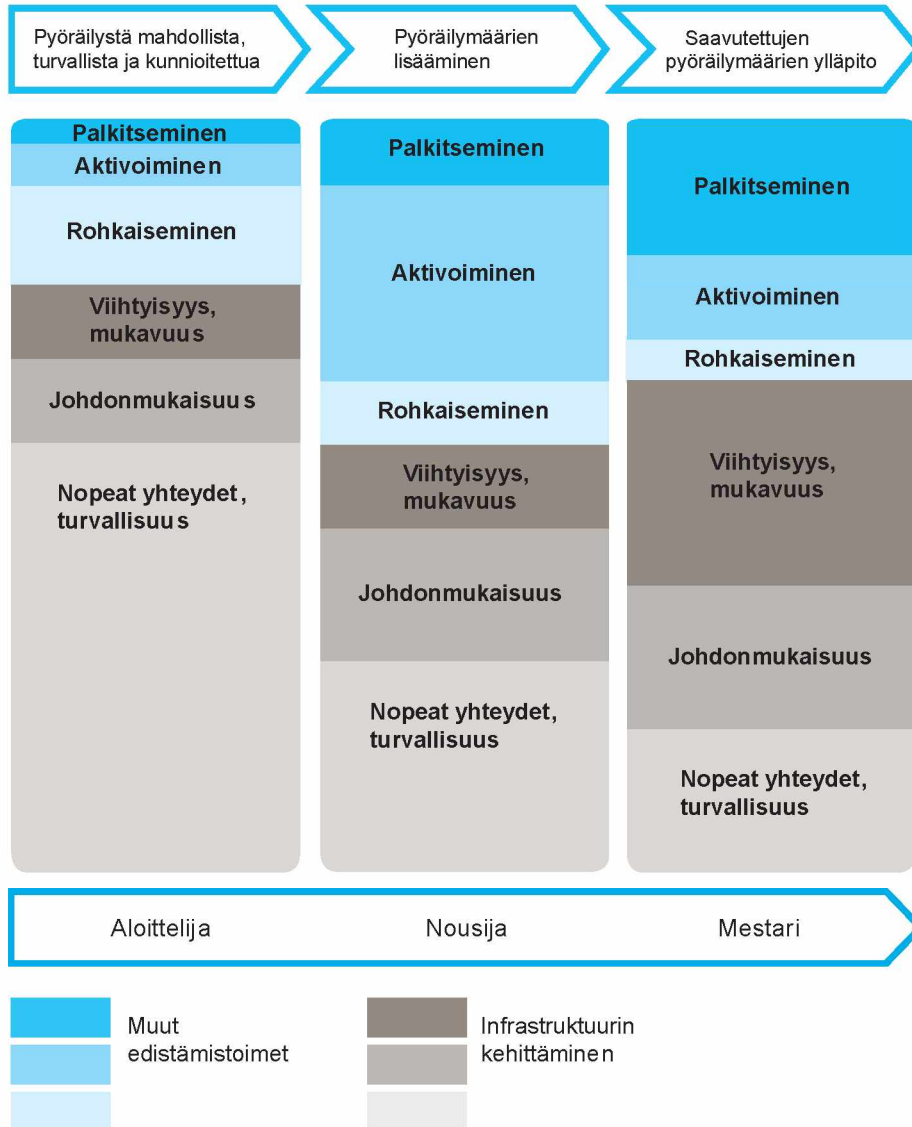 Pyöräilystä mahdollista,
turvallista ja kunnioitettua
Pyöräilymäärien
lisääminen
Saavutettujen
pyöräilymäärien ylläpito
Palkitseminen
Aktivoiminen
Rohkaiseminen
Viihtyisyys,
mukavuus
Johdonmukaisuus
Nopeat yhteydet,
turvallisuus
Palkitseminen
Aktivoiminen
Rohkaiseminen
Viihtyisyys,
mukavuus
Johdonmukaisuus
Nopeat yhteydet,
turvallisuus
Palkitseminen
Aktivoiminen
Rohkaiseminen
Viihtyisyys,
mukavuus
Johdonmukaisuus
Nopeat yhteydet,
turvallisuus
Aloittelija
Nousija
Mestari
Muut
edistämistoimet
Infrastruktuurin
kehittäminen